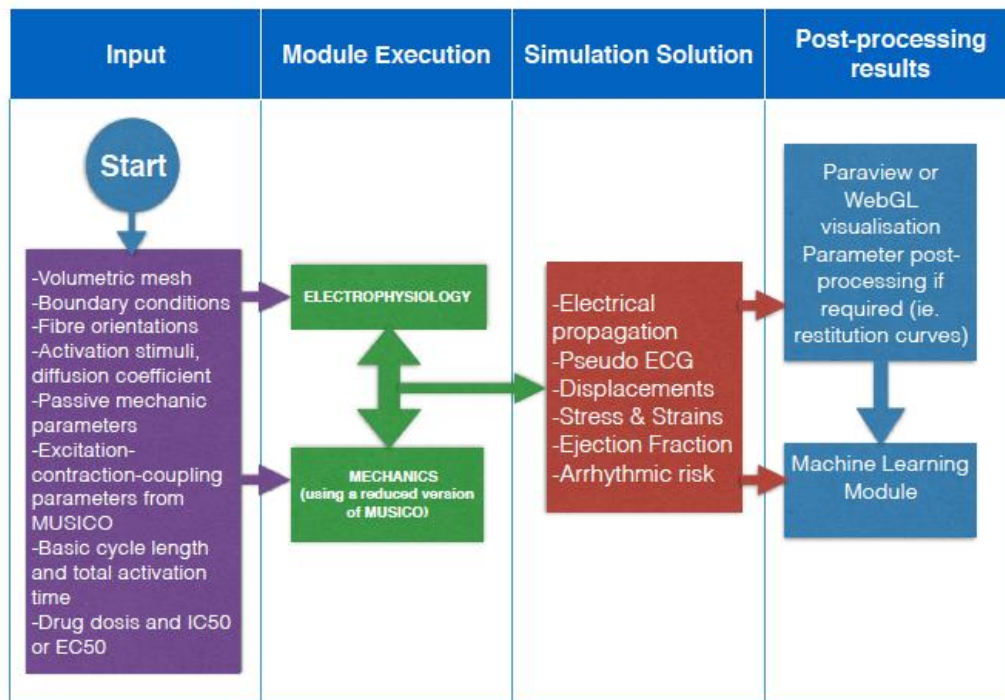 Input
Module Execution
Simulation Solution
Post-processing
results
Start
-Volumetric mesh
-Boundary conditions
-Fibre orientations
-Activation stimuli,
diffusion coefficient
-Passive mechanic
parameters
-Excitation-
contraction-coupling
parameters from
MUSICO
-Basic cycle length
and total activation
time
-Drug dosis and IC50
or EC50
ELECTROPHYSIOLOGY
MECHANICS
(using a reduced version
of MUSICO)
-Electrical
propagation
-Pseudo ECG
-Displacements
-Stress & Strains
-Ejection Fraction
-Arrhythmic risk
Paraview or
WebGL
visualisation
Parameter post-
processing if
required (ie.
restitution curves)
Machine Learning
Module